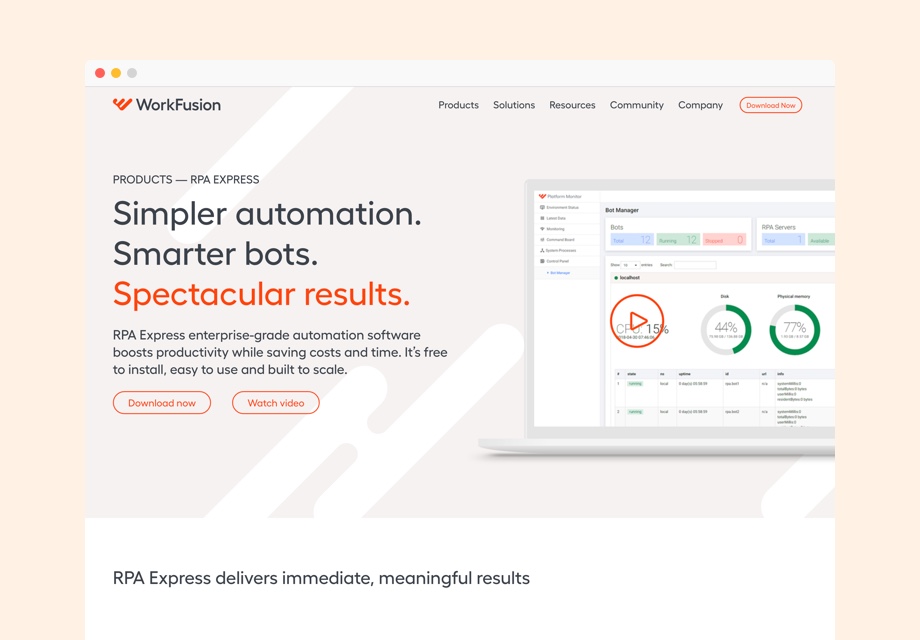 WorkFusion
Products Solutions Resources Community Company Download Now
PRODUCTS — RPA EXPRESS
Simpler automation.
Smarter bots.
Spectacular results.
RPA Express enterprise-grade automation software
boosts productivity while saving costs and time. It's free
to install, easy to use and built to scale.
Download now Watch video
Platform Monitor
Environment Status
Latest Data
Monitoring
Command Board
System Processes
Control Panel
Bot Manager
Bot Manager
Bots
Total 12 Running 12 Stopped 0
RPA Servers
Total 1 Available
Show 10 entries Search
localhost
CPU 15%
Disk
44%
Physical memory
77%
# state vo uptime id url info
1 running local 0 day(s) 05:58:59 rpa.bot1 n/a
2 running local 0 day(s) 05:58:59 rpa.bot2 n/a
RPA Express delivers immediate, meaningful results